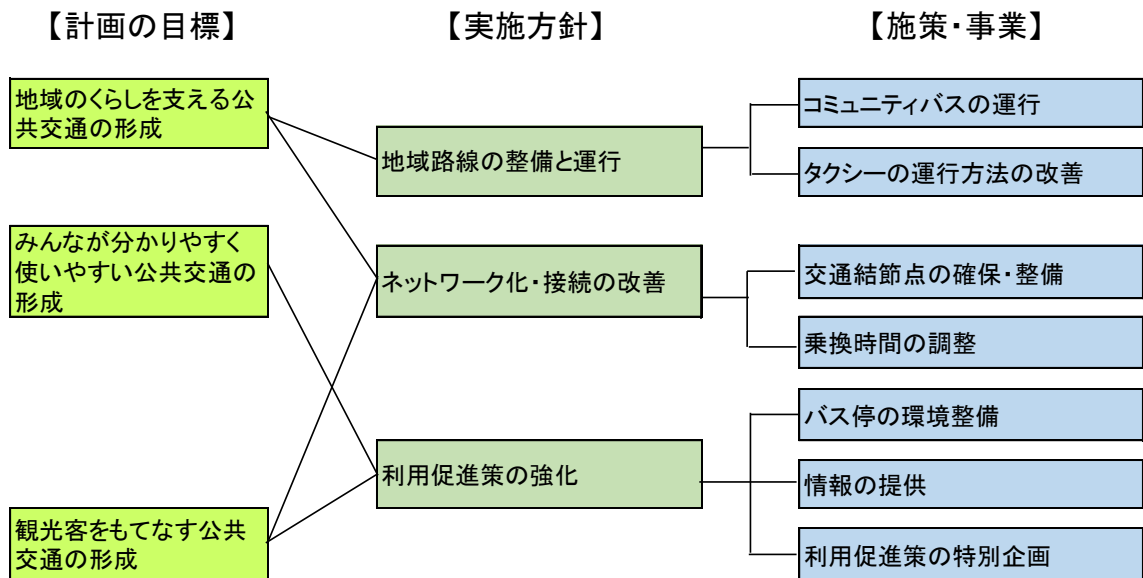 【計画の目標】
【実施方針】
【施策・事業】
地域のくらしを支える公
共交通の形成
みんなが分かりやすく
使いやすい公共交通の
形成
観光客をもてなす公共
交通の形成
地域路線の整備と運行
ネットワーク化・接続の改善
利用促進策の強化
コミュニティバスの運行
タクシーの運行方法の改善
交通結節点の確保・整備
乗換時間の調整
バス停の環境整備
情報の提供
利用促進策の特別企画